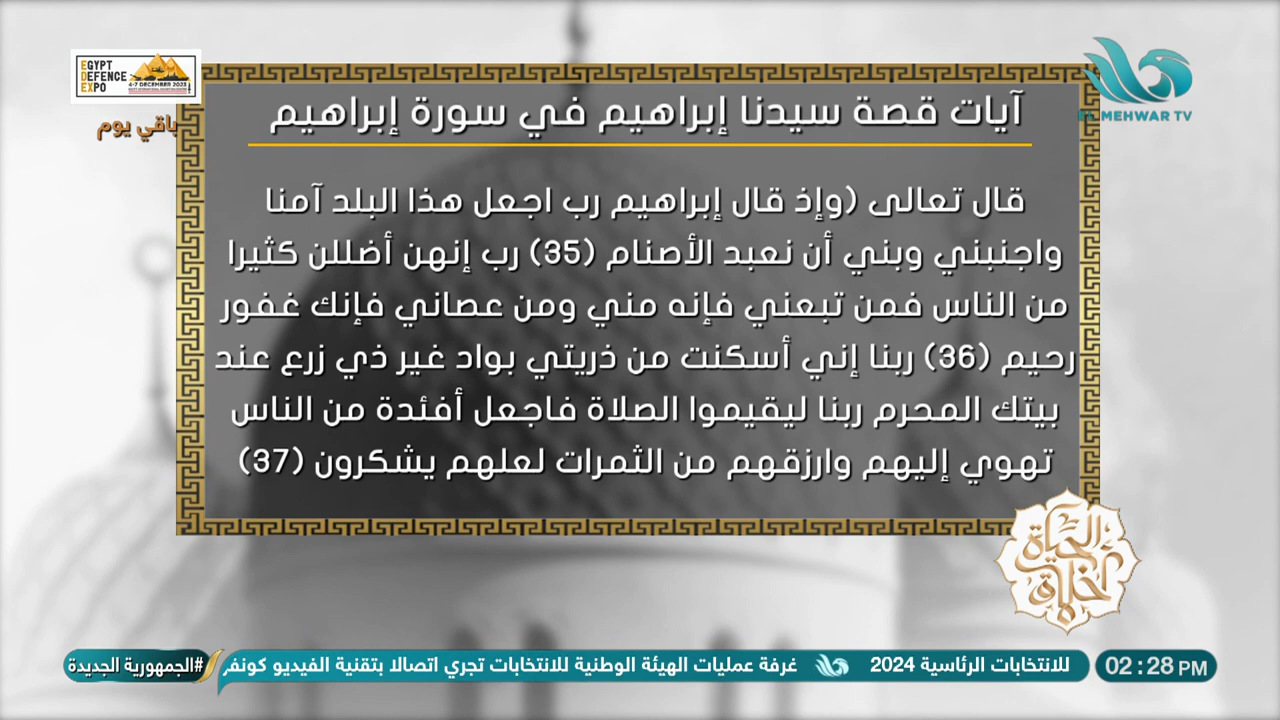 EGYPT
DEFENCE
EXPO
4-7 DECEMBER 2023
باقي يوم
EL MEHWAR TV
آيات قصة سيدنا إبراهيم في سورة إبراهيم
قال تعالى (وإذ قال إبراهيم رب اجعل هذا البلد آمنا
واجنبني وبني أن نعبد الأصنام (35) رب إنهن أضللن كثيرا
من الناس فمن تبعني فإنه مني ومن عصاني فإنك غفور
رحيم (36) ربنا إني أسكنت من ذريتي بواد غير ذي زرع عند
بيتك المحرم ربنا ليقيموا الصلاة فاجعل أفئدة من الناس
تهوي إليهم وارزقهم من الثمرات لعلهم يشكرون (37)
الحياة أخلاق
02:28 PM
للانتخابات الرئاسية 2024
غرفة عمليات الهيئة الوطنية للانتخابات تجري اتصالا بتقنية الفيديو كونفر
#الجمهورية الجديدة